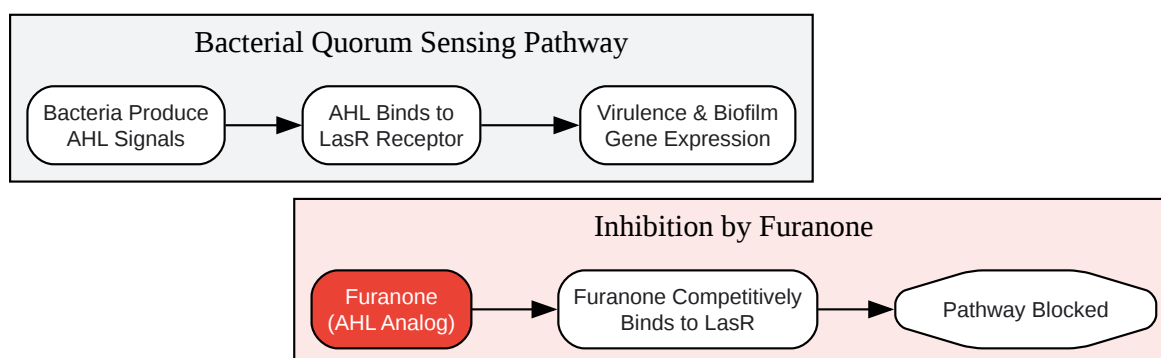 Bacterial Quorum Sensing Pathway
Bacteria Produce
AHL Signals
AHL Binds to
LasR Receptor
Virulence & Biofilm
Gene Expression
Inhibition by Furanone
Furanone
(AHL Analog)
Furanone Competitively
Binds to LasR
Pathway Blocked